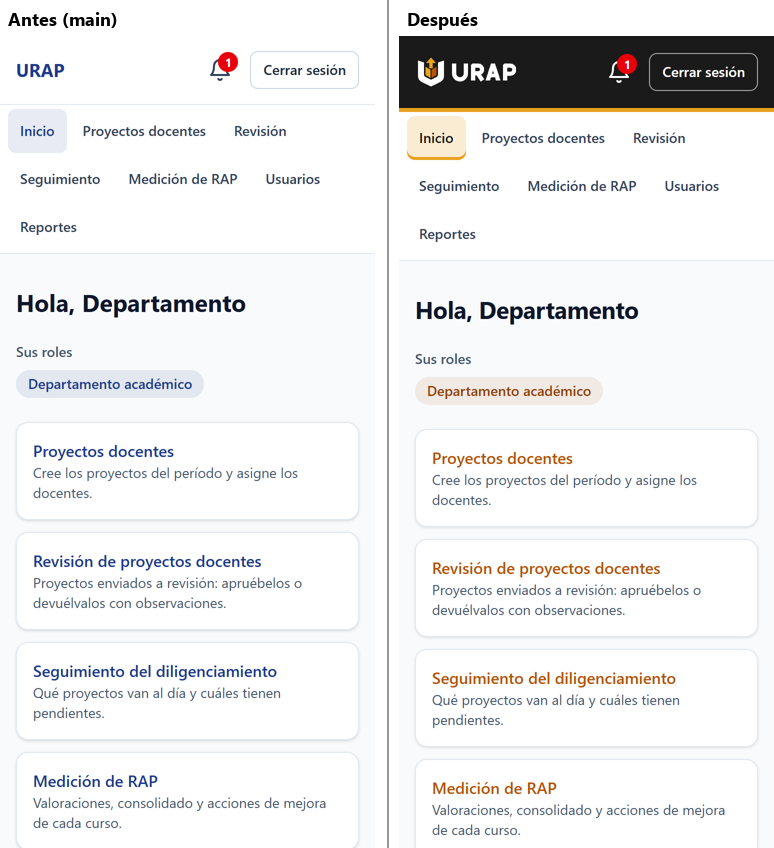 Antes (main)
URAP
1
Cerrar sesión
Inicio
Proyectos docentes
Revisión
Seguimiento
Medición de RAP
Usuarios
Reportes
Hola, Departamento
Sus roles
Departamento académico
Proyectos docentes
Cree los proyectos del período y asigne los
docentes.
Revisión de proyectos docentes
Proyectos enviados a revisión: apruébelos o
devuélvalos con observaciones.
Seguimiento del diligenciamiento
Qué proyectos van al día y cuáles tienen
pendientes.
Medición de RAP
Valoraciones, consolidado y acciones de mejora
de cada curso.
Después
URAP
1
Cerrar sesión
Inicio
Proyectos docentes
Revisión
Seguimiento
Medición de RAP
Usuarios
Reportes
Hola, Departamento
Sus roles
Departamento académico
Proyectos docentes
Cree los proyectos del período y asigne los
docentes.
Revisión de proyectos docentes
Proyectos enviados a revisión: apruébelos o
devuélvalos con observaciones.
Seguimiento del diligenciamiento
Qué proyectos van al día y cuáles tienen
pendientes.
Medición de RAP
Valoraciones, consolidado y acciones de mejora
de cada curso.